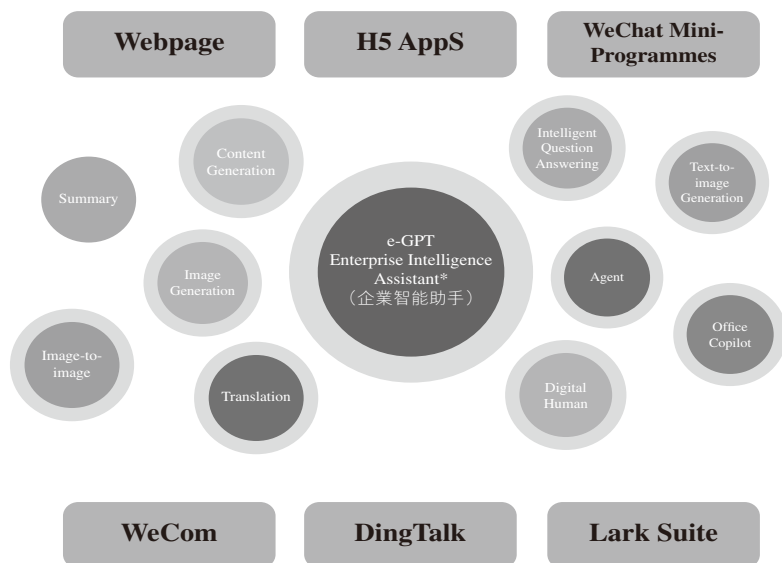 Webpage
H5 AppS
WeChat Mini-
Programmes
Content
Generation
Intelligent
Question
Answering
Summary
Text-to-
image
Generation
e-GPT
Enterprise Intelligence
Assistant*
（企業智能助手）
Image
Generation
Agent
Image-to-
image
Office
Copilot
Translation
Digital
Human
WeCom
DingTalk
Lark Suite